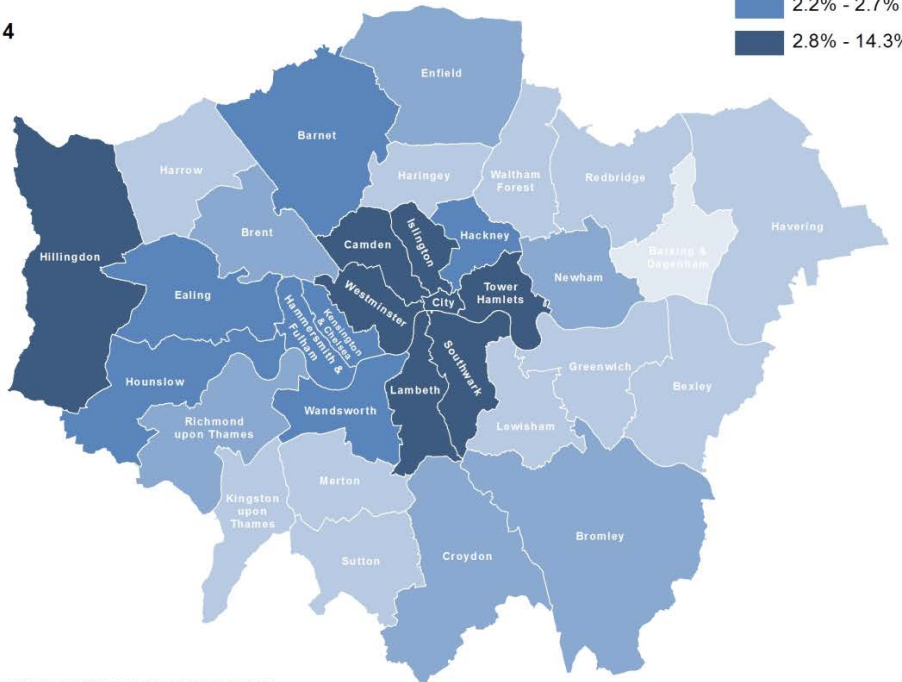 2.2% - 2.7%
4
2.8% - 14.3%
Enfield
Barnet
Harrow
Haringey
Waltham
Forest
Redbridge
Havering
Brent
Camden
Islington
Hackney
Barking &
Dagenham
Hillingdon
Newham
Ealing
Westminster
City
Tower
Hamlets
Hammersmith &
Fulham
Kensington
& Chelsea
Southwark
Greenwich
Hounslow
Lambeth
Bexley
Wandsworth
Richmond
upon Thames
Lewisham
Merton
Kingston
upon
Thames
Bromley
Croydon
Sutton